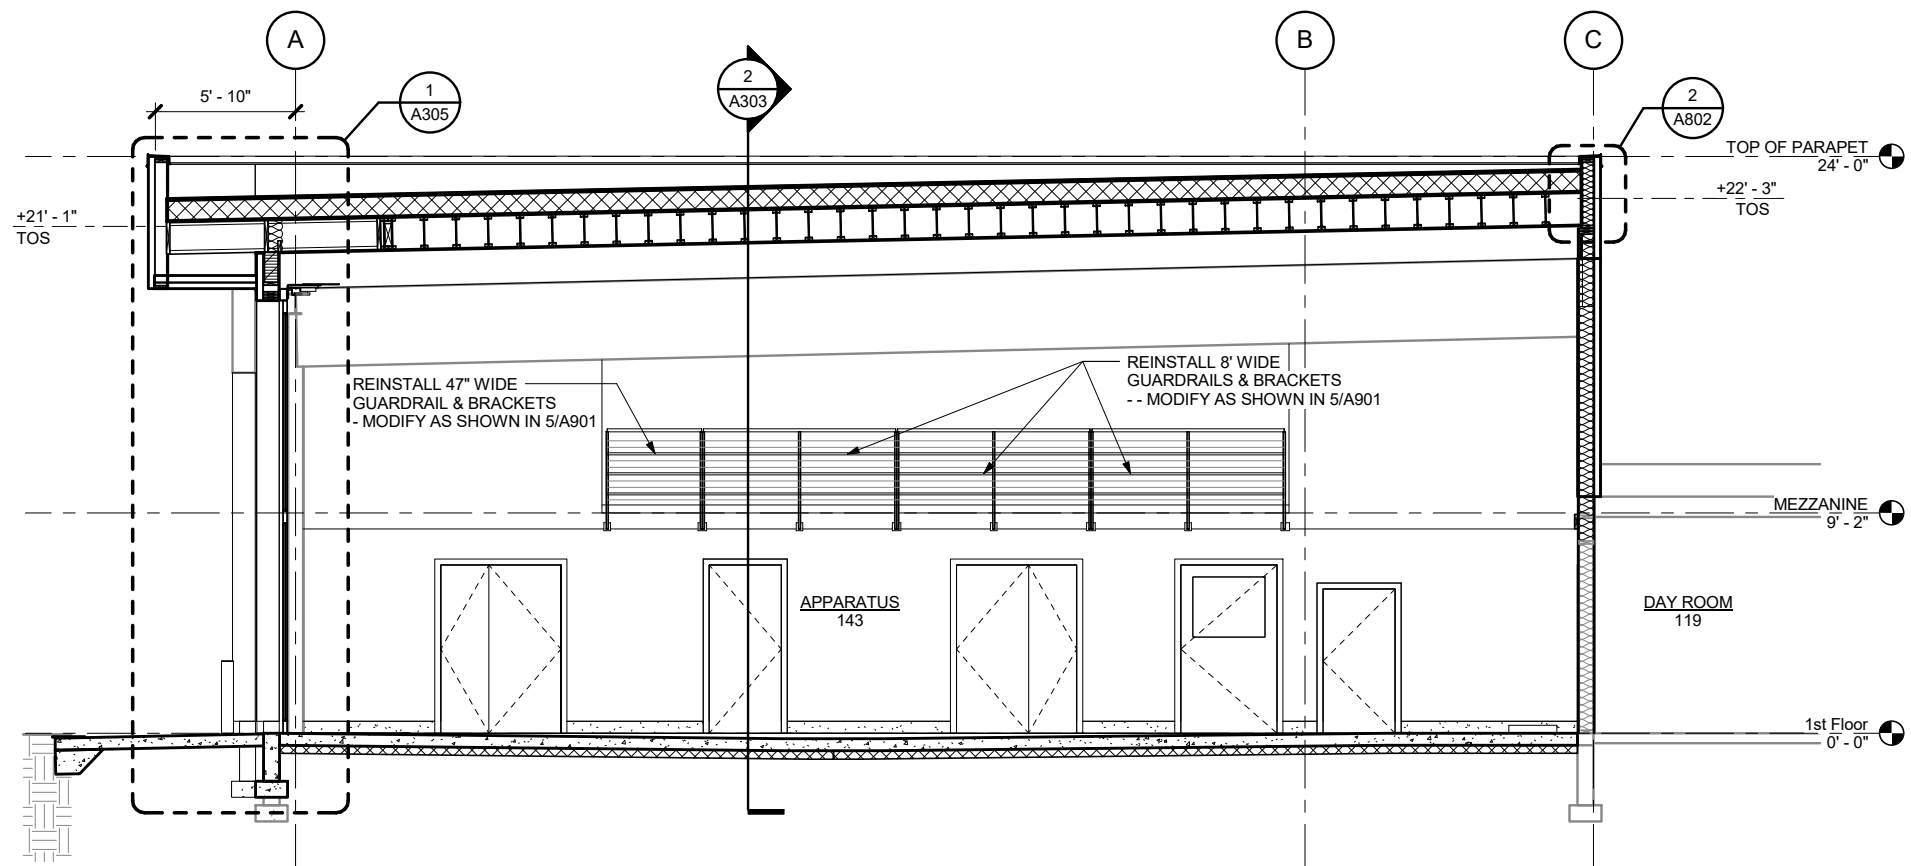 A
B
C
5' - 10"
1
A305
2
A303
2
A802
TOP OF PARAPET
24' - 0"
+21' - 1"
TOS
+22' - 3"
TOS
REINSTALL 47" WIDE
GUARDRAIL & BRACKETS
- MODIFY AS SHOWN IN 5/A901
REINSTALL 8' WIDE
GUARDRAILS & BRACKETS
- - MODIFY AS SHOWN IN 5/A901
MEZZANINE
9' - 2"
APPARATUS
143
DAY ROOM
119
1st Floor
0' - 0"